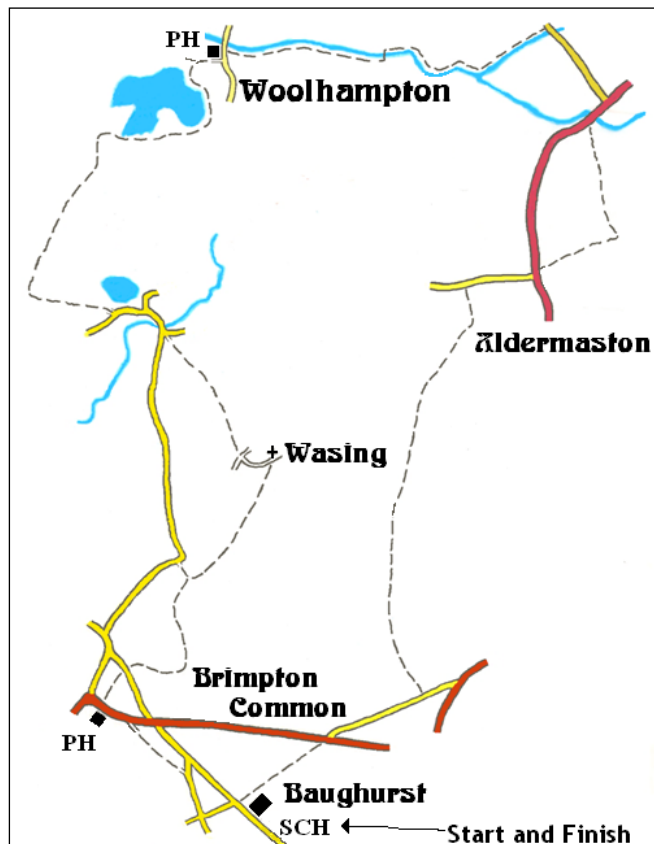 PH
Woolhampton
Aldermaston
Wasing
Brimpton
Common
PH
Baughurst
SCH
Start and Finish